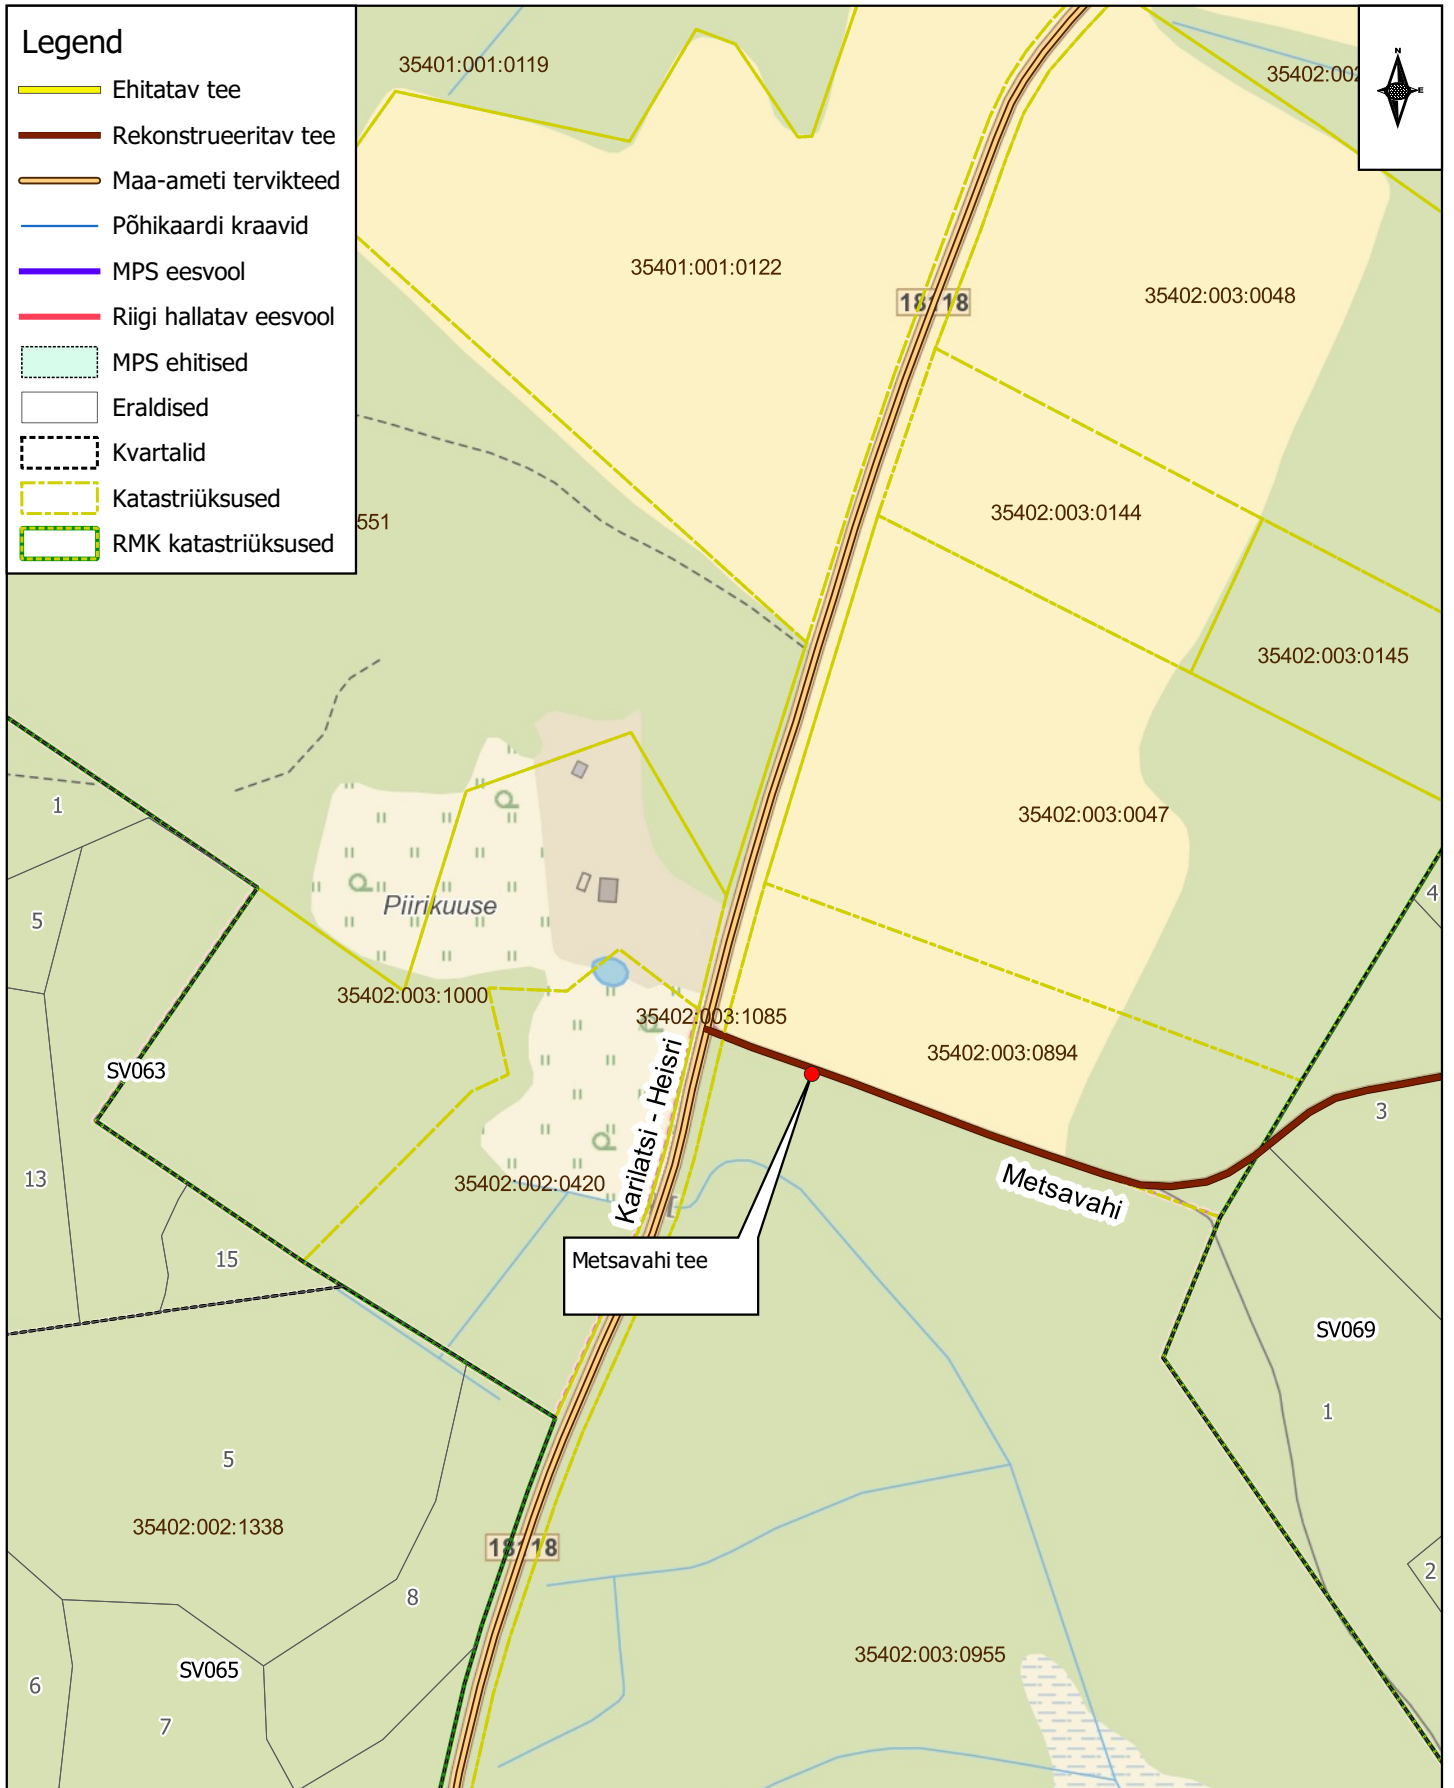 Legend
Ehitatav tee
Rekonstrueeritav tee
Maa-ameti tervikteed
Põhikaardi kraavid
MPS eesvool
Riigi hallatav eesvool
MPS ehitised
Eraldised
Kvartalid
Katastriüksused
RMK katastriüksused
N
E
35401:001:0119
35402:002
35401:001:0122
18118
35402:003:0048
551
35402:003:0144
35402:003:0145
1
35402:003:0047
5
Piirikuuse
4
35402:003:1000
35402:003:1085
35402:003:0894
SV063
3
13
35402:002:0420
Karilatsi - Heisri
Metsavahi
15
Metsavahi tee
SV069
1
5
35402:002:1338
18118
8
2
35402:003:0955
SV065
6
7